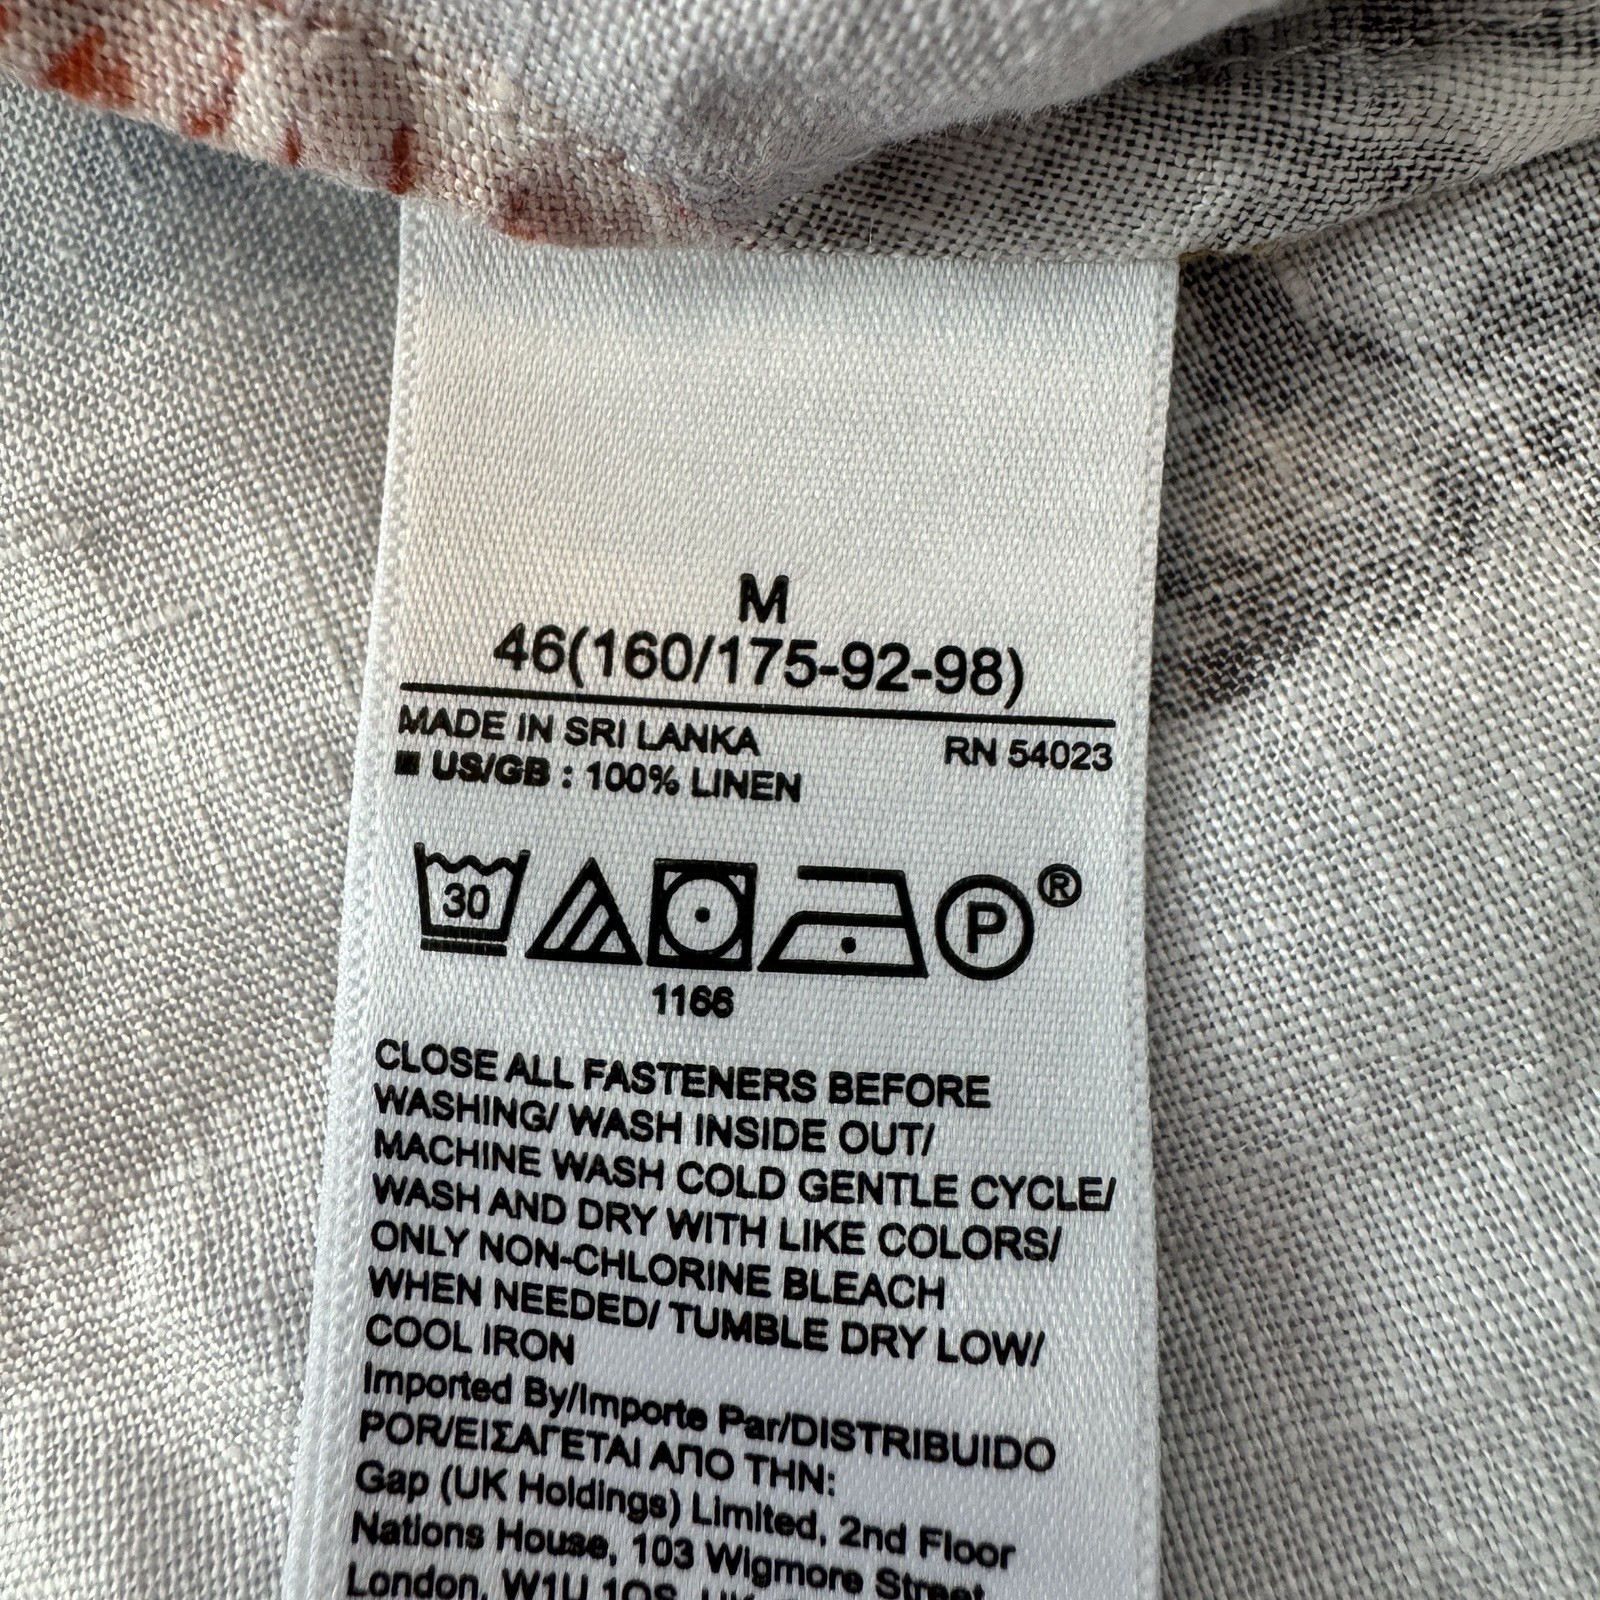 M
46(160/175-92-98)
MADE IN SRI LANKA RN 54023
■ US/GB : 100% LINEN
30 P ®
1166
CLOSE ALL FASTENERS BEFORE
WASHING/ WASH INSIDE OUT/
MACHINE WASH COLD GENTLE CYCLE/
WASH AND DRY WITH LIKE COLORS/
ONLY NON-CHLORINE BLEACH
WHEN NEEDED/ TUMBLE DRY LOW/
COOL IRON
Imported By/Importe Par/DISTRIBUIDO
POR/ΕΙΣΑΓΕΤΑΙ ΑΠΟ ΤΗΝ:
Gap (UK Holdings) Limited, 2nd Floor
Nations House, 103 Wigmore Street
London, W1U 1QS,